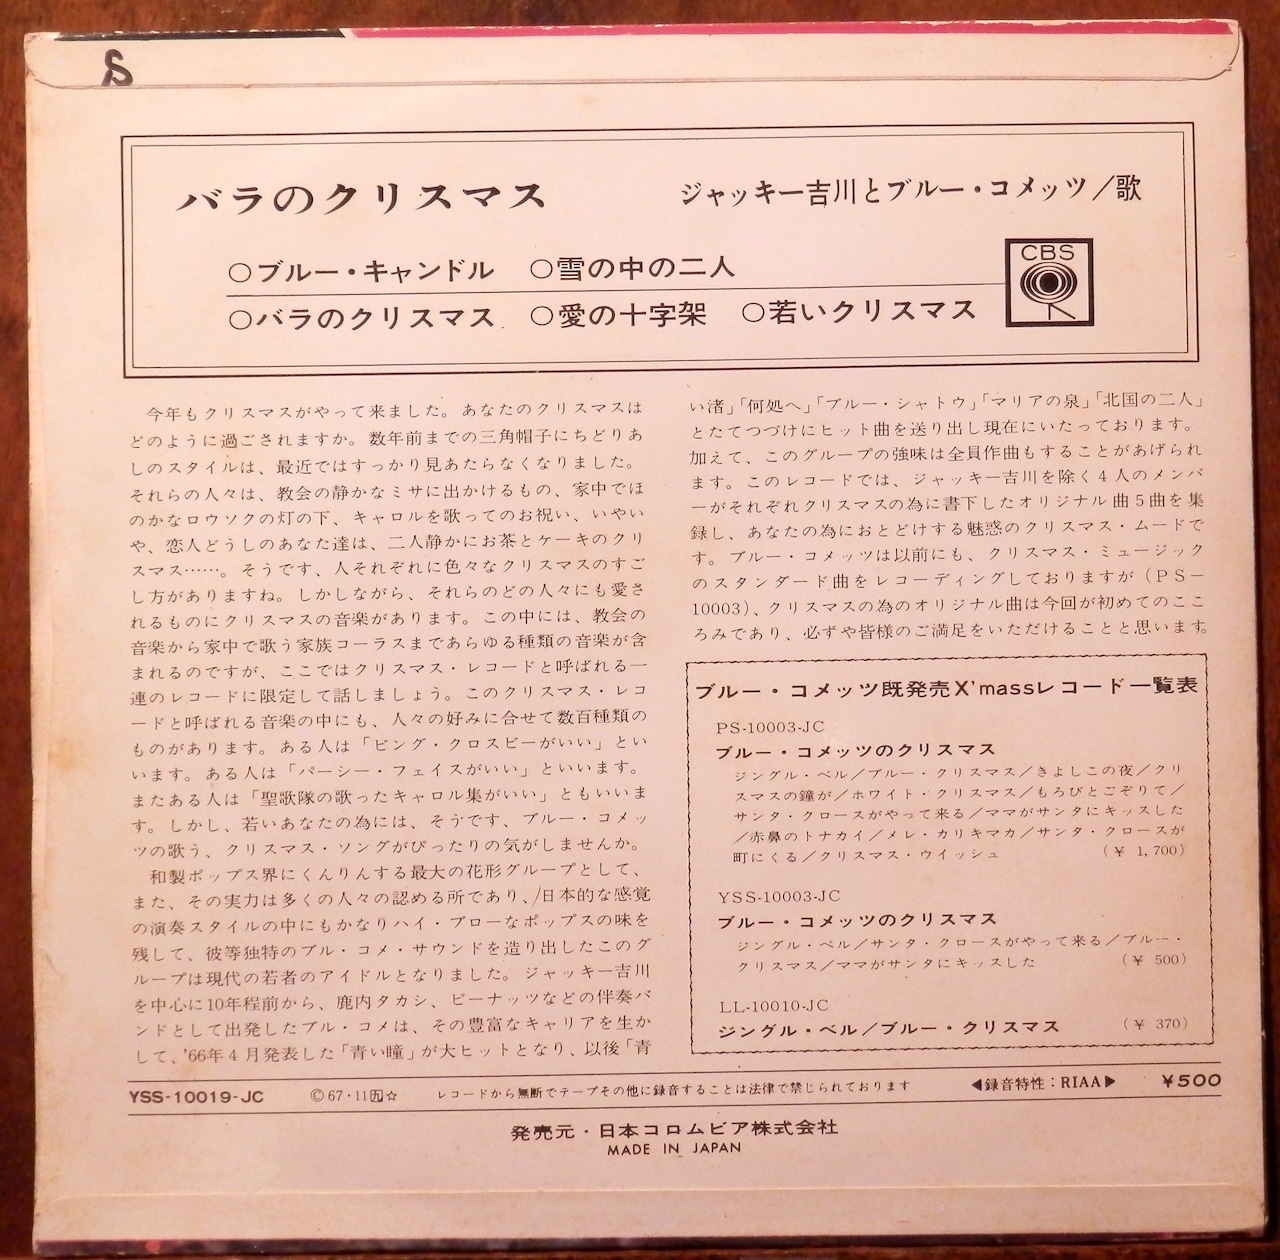 S
バラのクリスマス
ジャッキー吉川とブルー・コメッツ／歌
○ブルー・キャンドル ○雪の中の二人
○バラのクリスマス ○愛の十字架 ○若いクリスマス
CBS
今年もクリスマスがやって来ました。あなたのクリスマスは
どのように過ごされますか。数年前までの三角帽子にちどりあ
しのスタイルは、最近ではすっかり見あたらなくなりました。
それらの人々は、教会の静かなミサに出かけるもの、家中でほ
のかなロウソクの灯の下、キャロルを歌ってのお祝い、いやい
や、恋人どうしのあなた達は、二人静かにお茶とケーキのクリ
スマス……。そうです、人それぞれに色々なクリスマスのすご
し方がありますね。しかしながら、それらのどの人々にも愛さ
れるものにクリスマスの音楽があります。この中には、教会の
音楽から家中で歌う家族コーラスまであらゆる種類の音楽が含
まれるのですが、ここではクリスマス・レコードと呼ばれる一
連のレコードに限定して話しましょう。このクリスマス・レコ
ードと呼ばれる音楽の中にも、人々の好みに合せて数百種類の
ものがあります。ある人は「ビング・クロスビーがいい」とい
います。ある人は「パーシー・フェイスがいい」といいます。
またある人は「聖歌隊の歌ったキャロル集がいい」ともいいま
す。しかし、若いあなたの為には、そうです、ブルー・コメッ
ツの歌う、クリスマス・ソングがぴったりの気がしませんか。
和製ポップス界にくんりんする最大の花形グループとして、
また、その実力は多くの人々の認める所であり、/日本的な感覚
の演奏スタイルの中にもかなりハイ・ブローなポップスの味を
残して、彼等独特のブル・コメ・サウンドを造り出したこのグ
ループは現代の若者のアイドルとなりました。ジャッキー吉川
を中心に10年程前から、鹿内タカシ、ピーナッツなどの伴奏バ
ンドとして出発したブル・コメは、その豊富なキャリアを生か
して、'66年4月発表した「青い瞳」が大ヒットとなり、以後「青
い渚」「何処へ」「ブルー・シャトウ」「マリアの泉」「北国の二人」
とたてつづけにヒット曲を送り出し現在にいたっております。
加えて、このグループの強味は全員作曲もすることがあげられ
ます。このレコードでは、ジャッキー吉川を除く4人のメンバ
ーがそれぞれクリスマスの為に書下したオリジナル曲5曲を集
録し、あなたの為におとどけする魅惑のクリスマス・ムードで
す。ブルー・コメッツは以前にも、クリスマス・ミュージック
のスタンダード曲をレコーディングしておりますが（PS－
10003）、クリスマスの為のオリジナル曲は今回が初めてのここ
ろみであり、必ずや皆様のご満足をいただけることと思います。
ブルー・コメッツ既発売X'massレコード一覧表
PS-10003-JC
ブルー・コメッツのクリスマス
ジングル・ベル／ブルー・クリスマス／きよしこの夜／クリ
スマスの鐘が／ホワイト・クリスマス／もろびとこぞりて／
サンタ・クロースがやって来る／ママがサンタにキッスした
／赤鼻のトナカイ／メレ・カリキマカ／サンタ・クロースが
町にくる／クリスマス・ウイッシュ （￥1,700）
YSS-10003-JC
ブルー・コメッツのクリスマス
ジングル・ベル／サンタ・クロースがやって来る／ブルー・
クリスマス／ママがサンタにキッスした （￥500）
LL-10010-JC
ジングル・ベル／ブルー・クリスマス （￥370）
YSS-10019-JC Ⓒ67・11 ☆ レコードから無断でテープその他に録音することは法律で禁じられております ◀録音特性：RIAA▶ ￥500
発売元・日本コロムビア株式会社
MADE IN JAPAN